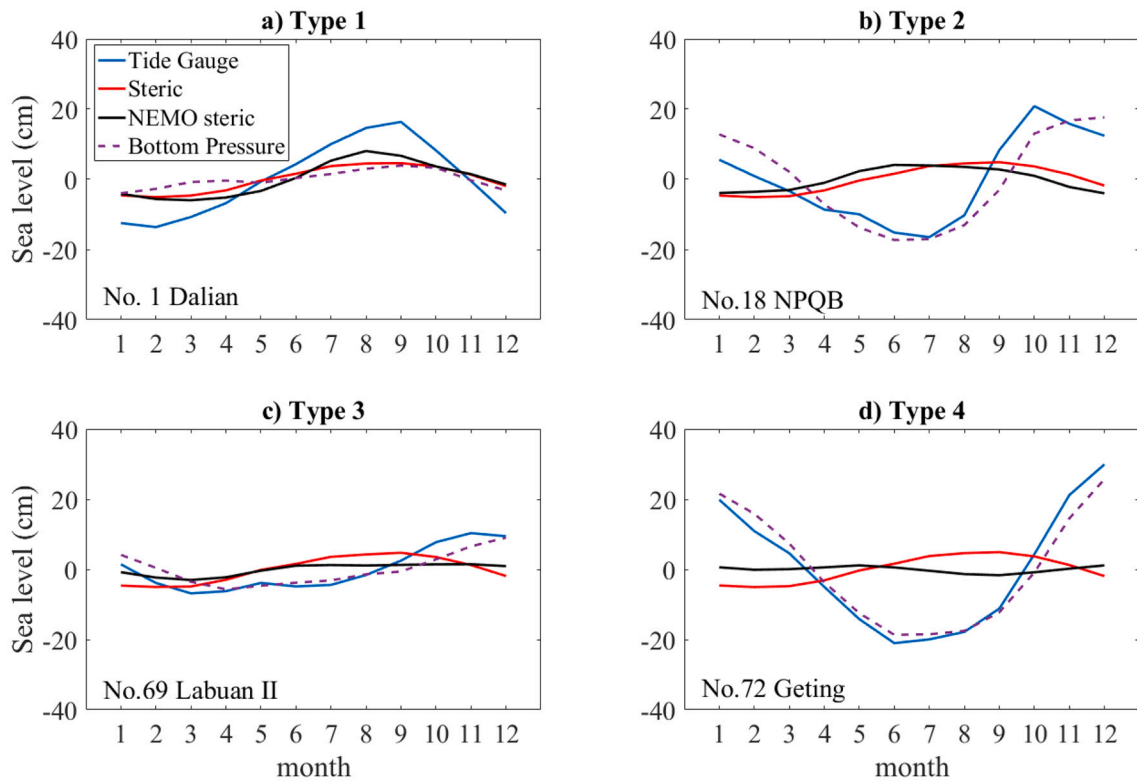 a) Type 1
40
20
0
-20
-40
Sea level (cm)
Tide Gauge
Steric
NEMO steric
Bottom Pressure
No. 1 Dalian
1 2 3 4 5 6 7 8 9 10 11 12
b) Type 2
40
20
0
-20
-40
No.18 NPQB
1 2 3 4 5 6 7 8 9 10 11 12
c) Type 3
40
20
0
-20
-40
Sea level (cm)
No.69 Labuan II
1 2 3 4 5 6 7 8 9 10 11 12
month
d) Type 4
40
20
0
-20
-40
No.72 Geting
1 2 3 4 5 6 7 8 9 10 11 12
month